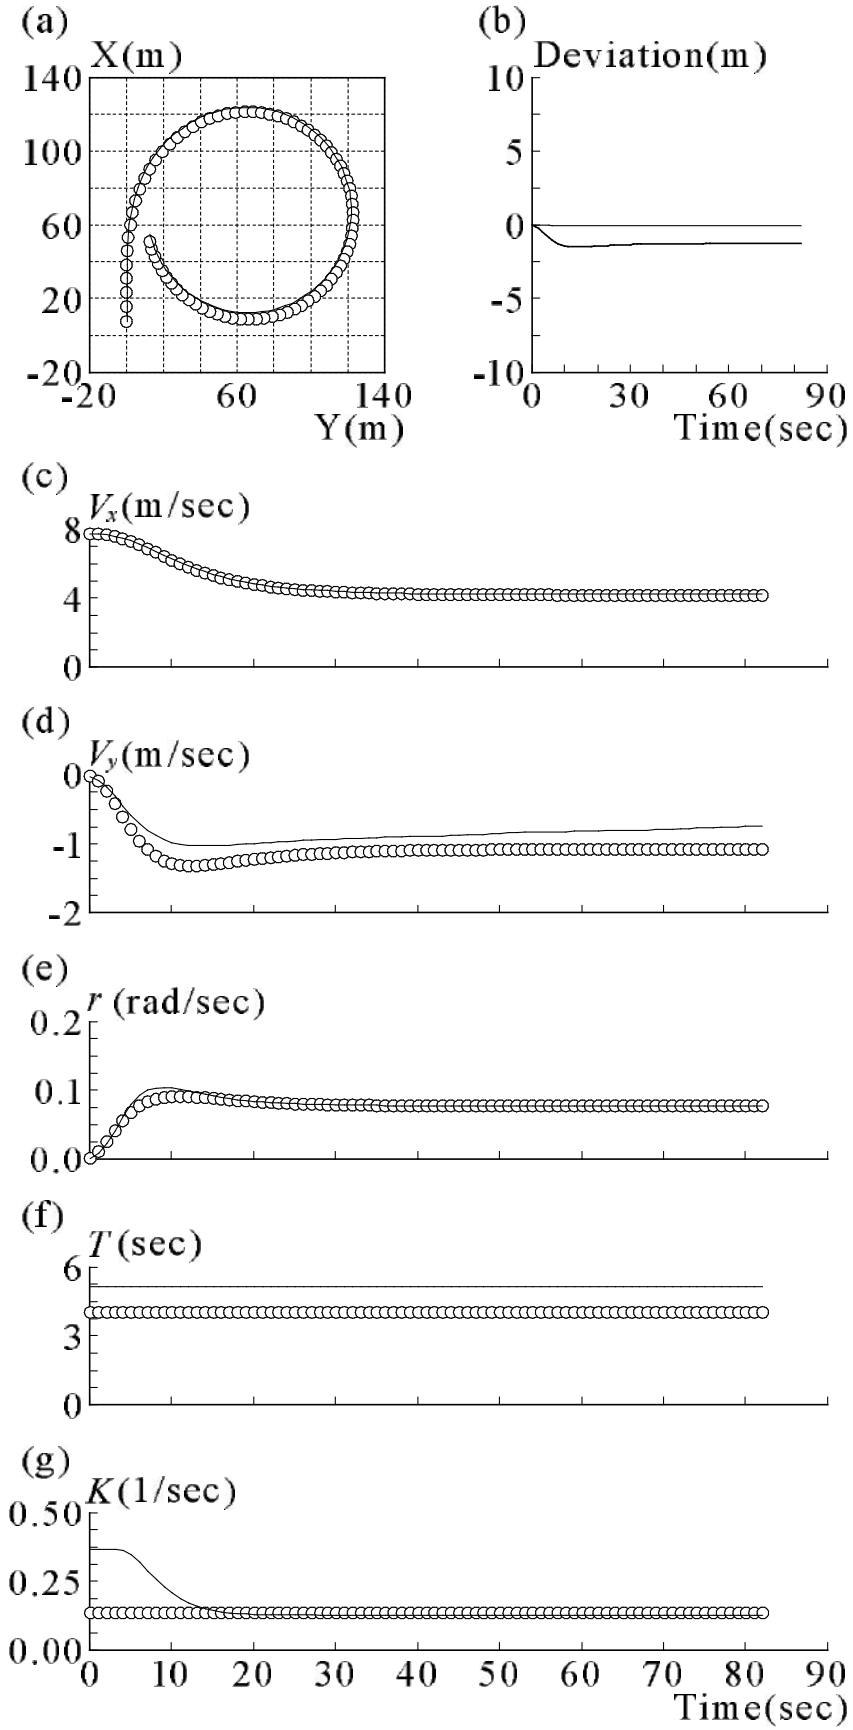 (a)
X(m)
140
100
60
20
-20
-20 60 140
Y(m)
(b)
Deviation(m)
10
5
0
-5
-10
0 30 60 90
Time(sec)
(c)
Vx(m/sec)
8
4
0
(d)
Vy(m/sec)
0
-1
-2
(e)
r (rad/sec)
0.2
0.1
0.0
(f)
T (sec)
6
3
0
(g)
K(1/sec)
0.50
0.25
0.00
0 10 20 30 40 50 60 70 80 90
Time(sec)